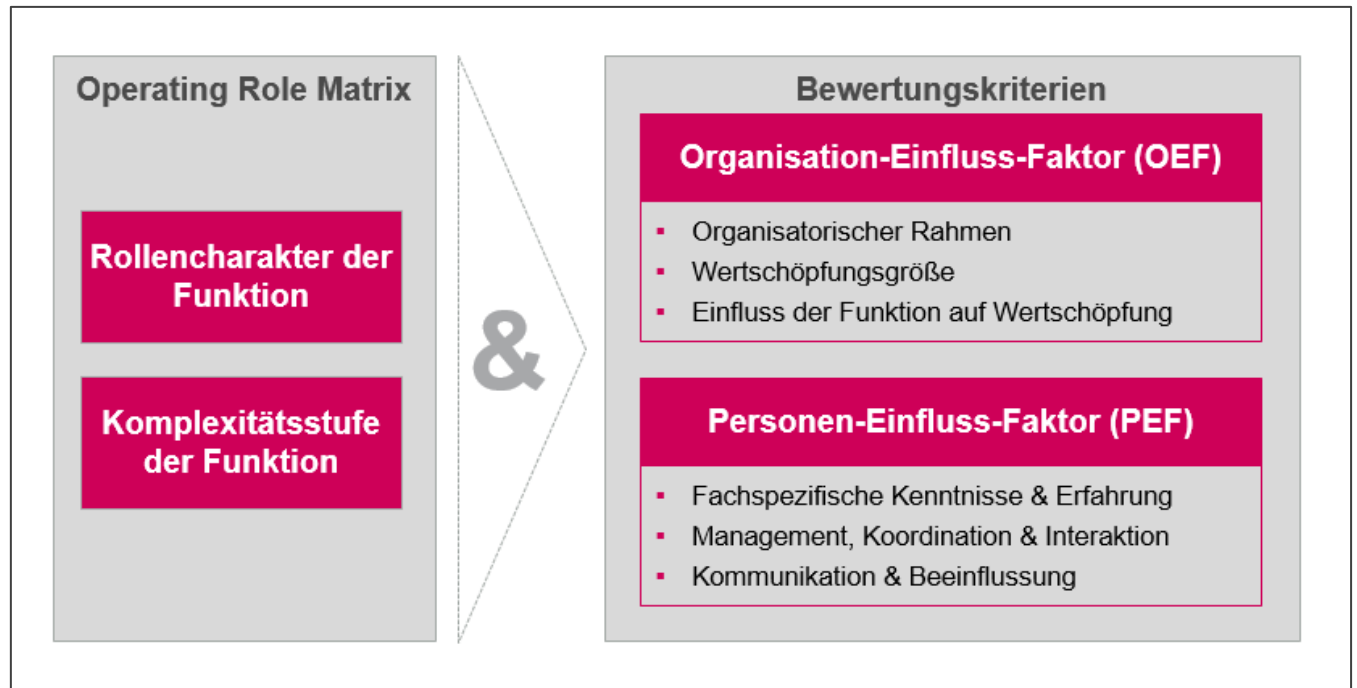 Operating Role Matrix
Rollencharakter der
Funktion
Komplexitätsstufe
der Funktion
&
Bewertungskriterien
Organisation-Einfluss-Faktor (OEF)
▪ Organisatorischer Rahmen
▪ Wertschöpfungsgröße
▪ Einfluss der Funktion auf Wertschöpfung
Personen-Einfluss-Faktor (PEF)
▪ Fachspezifische Kenntnisse & Erfahrung
▪ Management, Koordination & Interaktion
▪ Kommunikation & Beeinflussung